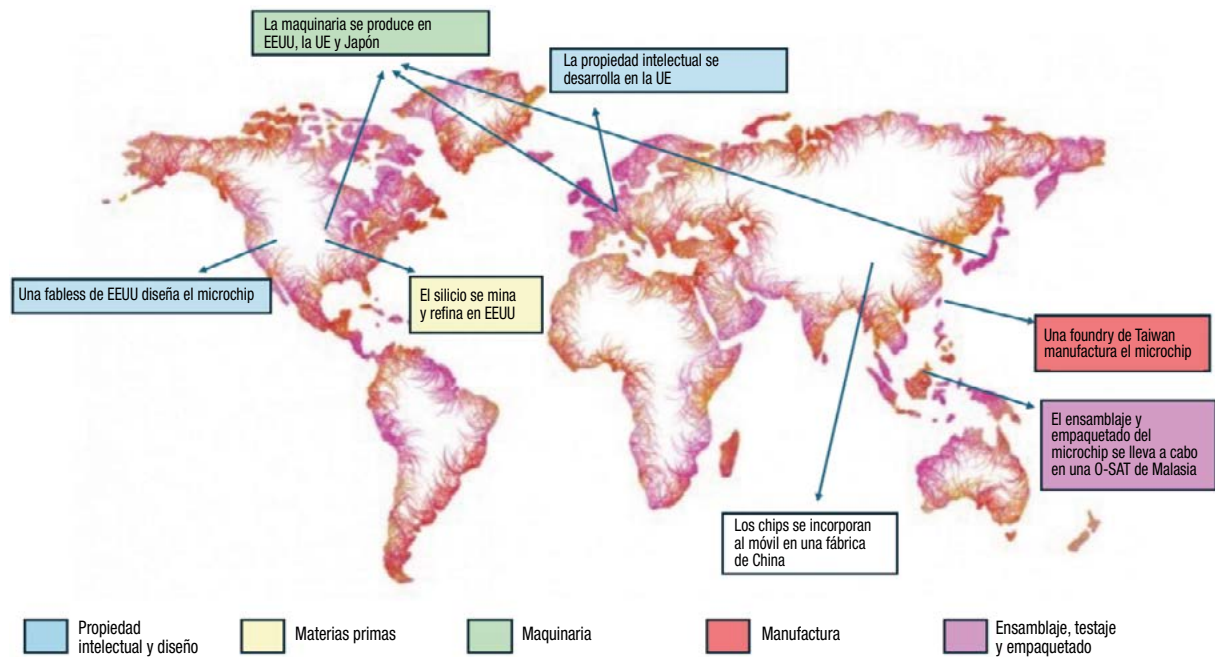 La maquinaria se produce en
EEUU, la UE y Japón
La propiedad intelectual se
desarrolla en la UE
Una fabless de EEUU diseña el microchip
El silicio se mina
y refina en EEUU
Una foundry de Taiwan
manufactura el microchip
El ensamblaje y
empaquetado del
microchip se lleva a cabo
en una O-SAT de Malasia
Los chips se incorporan
al móvil en una fábrica
de China
Propiedad
intelectual y diseño
Materias primas
Maquinaria
Manufactura
Ensamblaje, testaje
y empaquetado